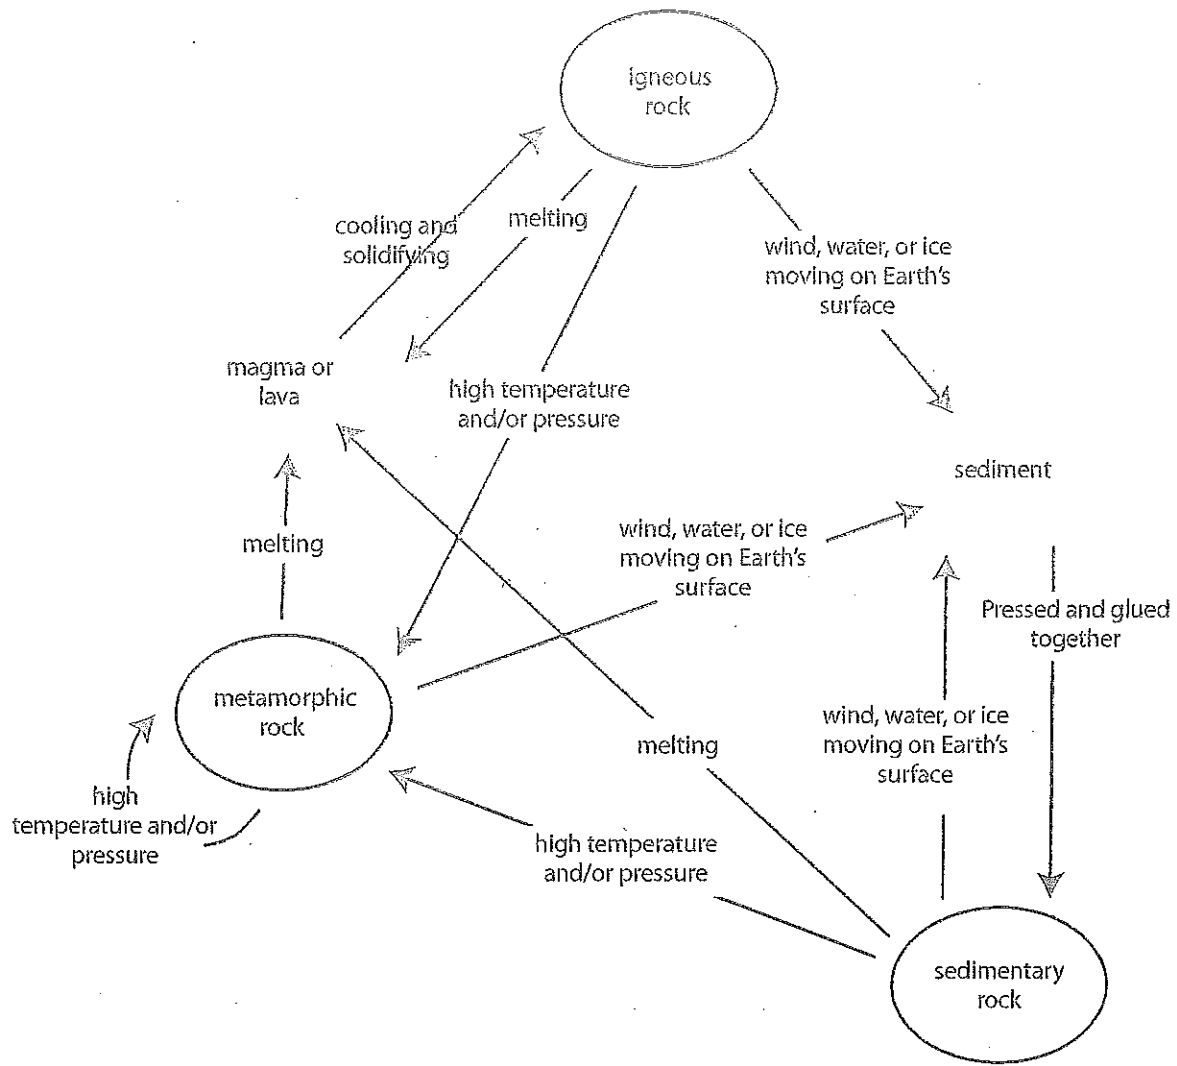 igneous
rock
cooling and
solidifying
melting
wind, water, or ice
moving on Earth's
surface
magma or
lava
high temperature
and/or pressure
sediment
melting
wind, water, or ice
moving on Earth's
surface
Pressed and glued
together
metamorphic
rock
melting
wind, water, or ice
moving on Earth's
surface
high
temperature and/or
pressure
high temperature
and/or pressure
sedimentary
rock